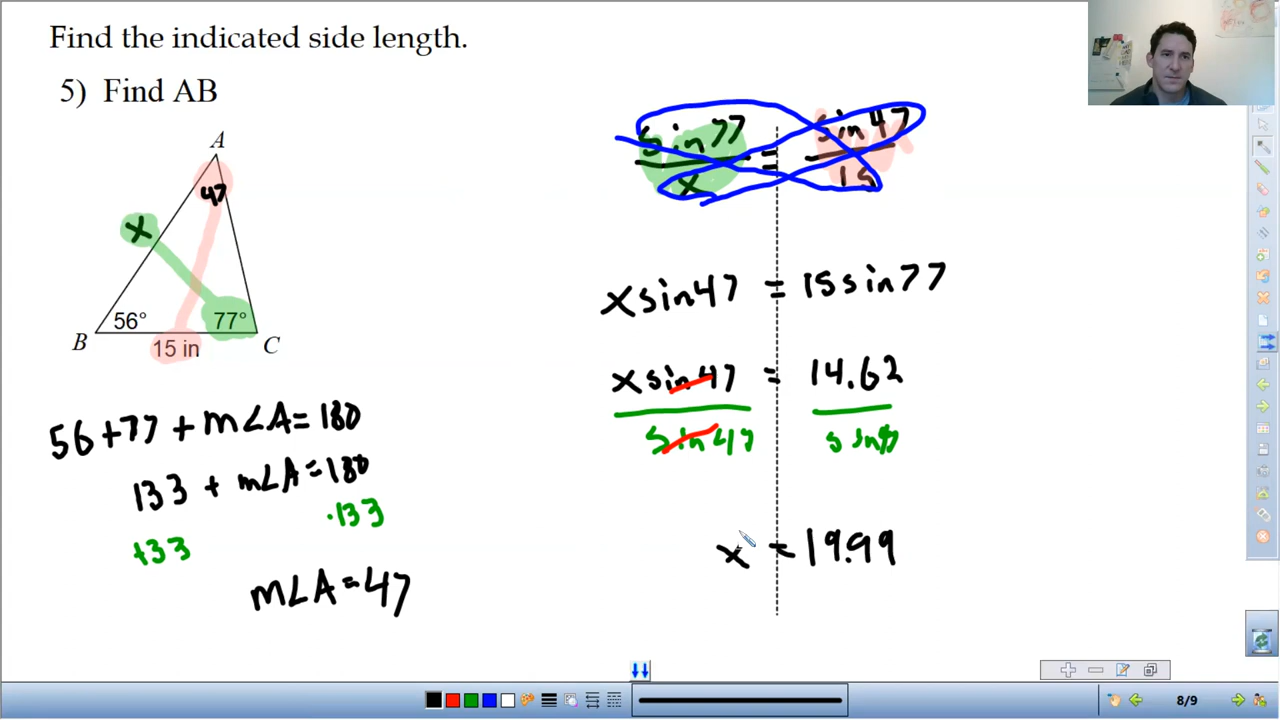 Find the indicated side length.
5) Find AB
A
47
x
B
56°
77°
15 in
C
56+77 + m∠A = 180
133 + m∠A = 180
-133
-133
m∠A = 47
sin 77 = sin 47
x 15
x sin 47 = 15 sin 77
x sin 47 = 14.62
sin 47 sin 47
x = 19.99
8/9